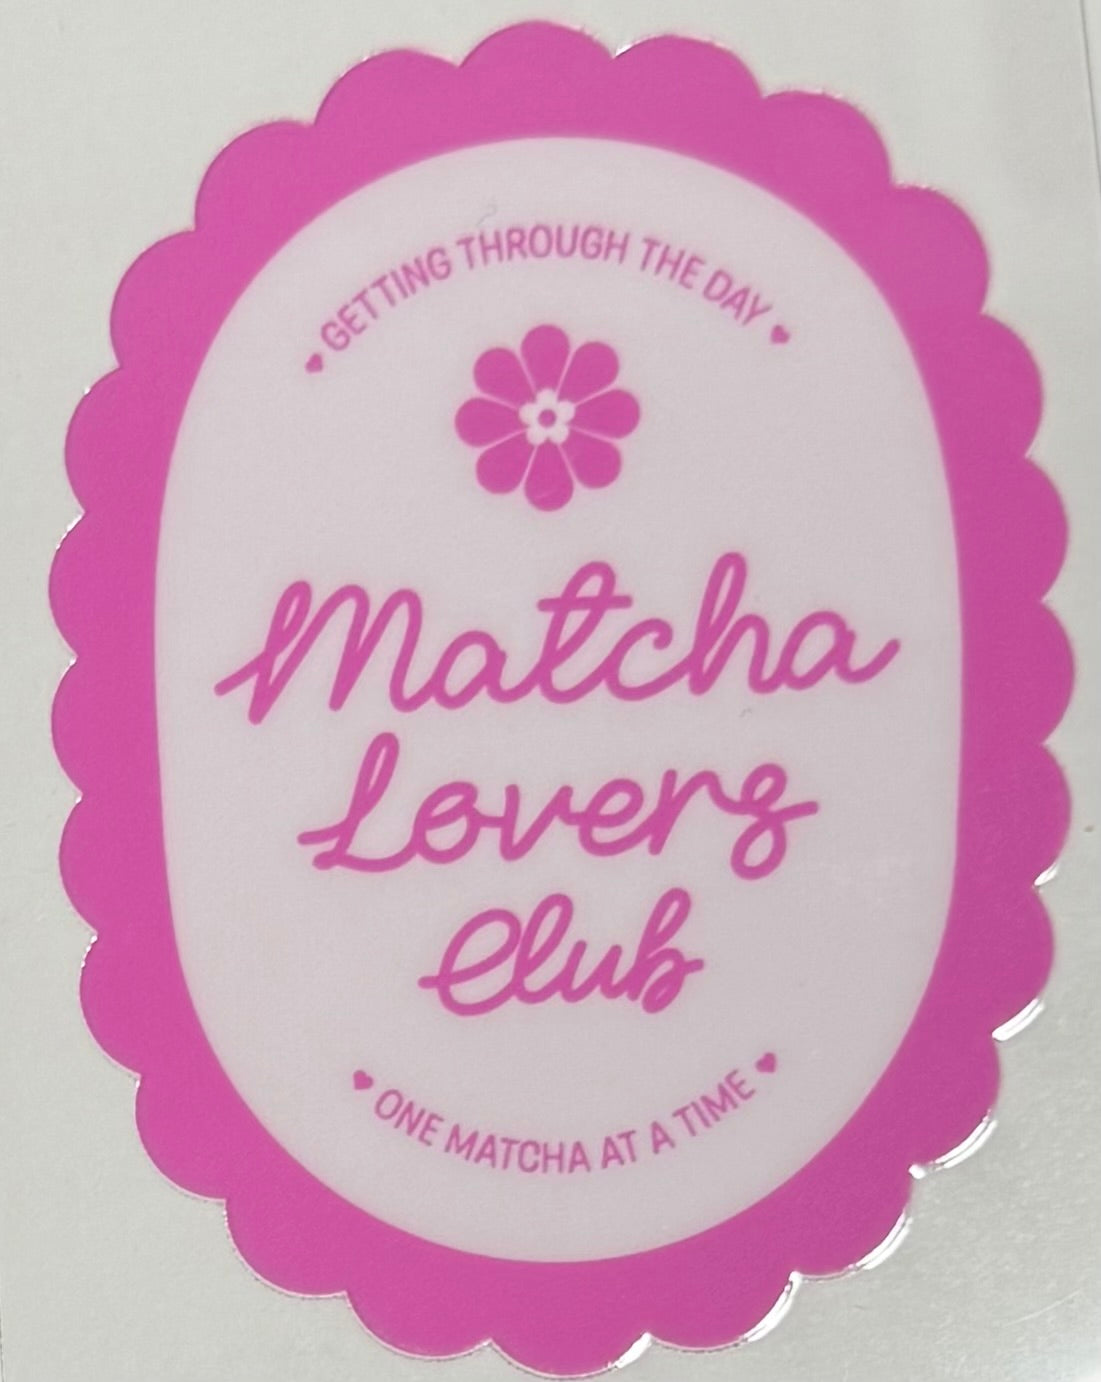 GETTING THROUGH THE DAY
Matcha
Lovers
Club
ONE MATCHA AT A TIME